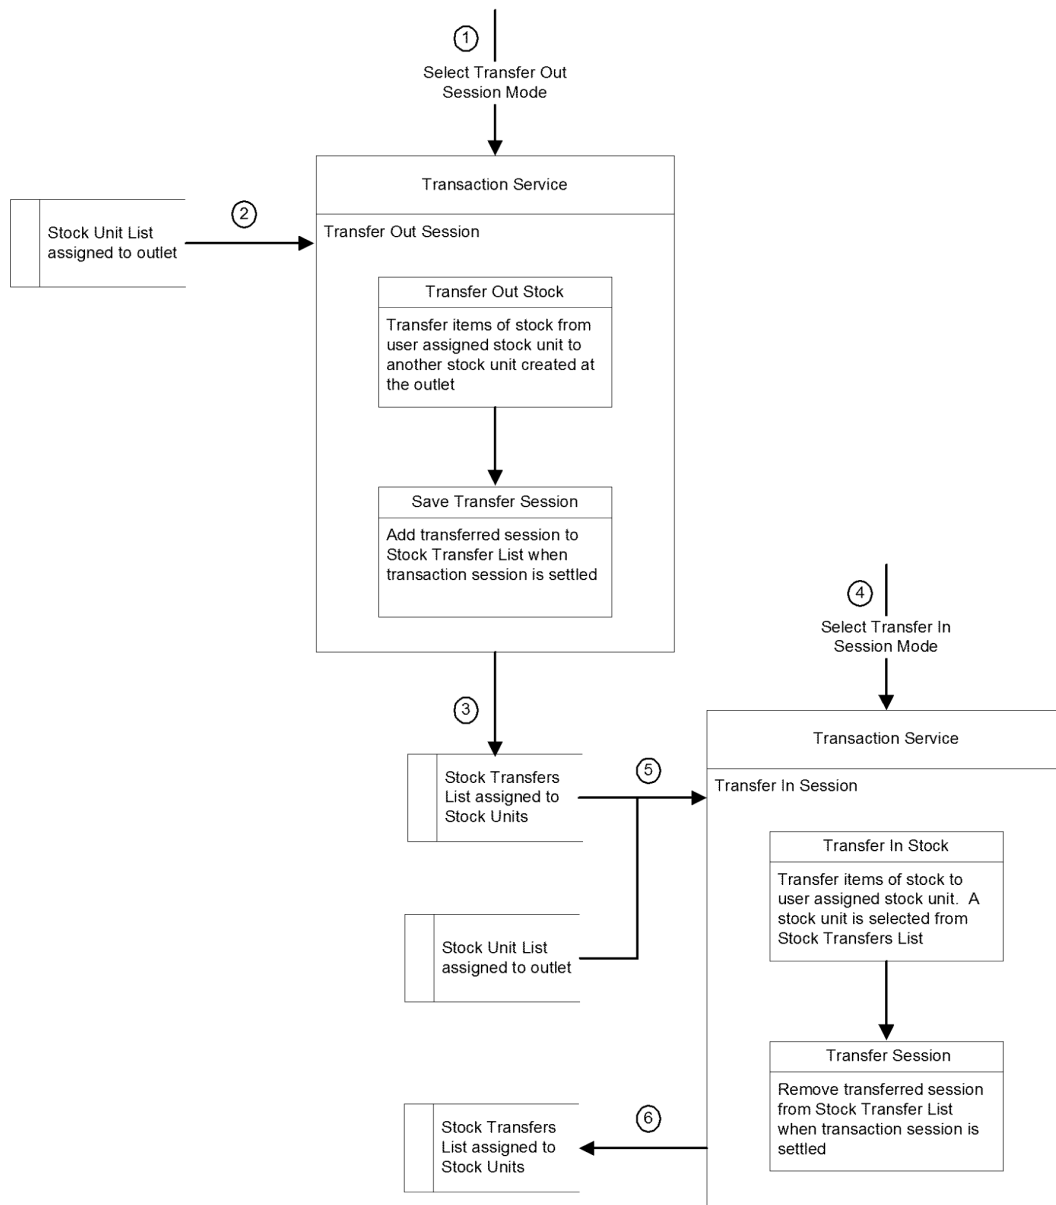 1
Select Transfer Out
Session Mode
Transaction Service
2
Stock Unit List
assigned to outlet
Transfer Out Session
Transfer Out Stock
Transfer items of stock from
user assigned stock unit to
another stock unit created at
the outlet
Save Transfer Session
Add transferred session to
Stock Transfer List when
transaction session is settled
3
4
Select Transfer In
Session Mode
Transaction Service
Stock Transfers
List assigned to
Stock Units
5
Transfer In Session
Transfer In Stock
Transfer items of stock to
user assigned stock unit.  A
stock unit is selected from
Stock Transfers List
Stock Unit List
assigned to outlet
Transfer Session
Remove transferred session
from Stock Transfer List
when transaction session is
settled
6
Stock Transfers
List assigned to
Stock Units